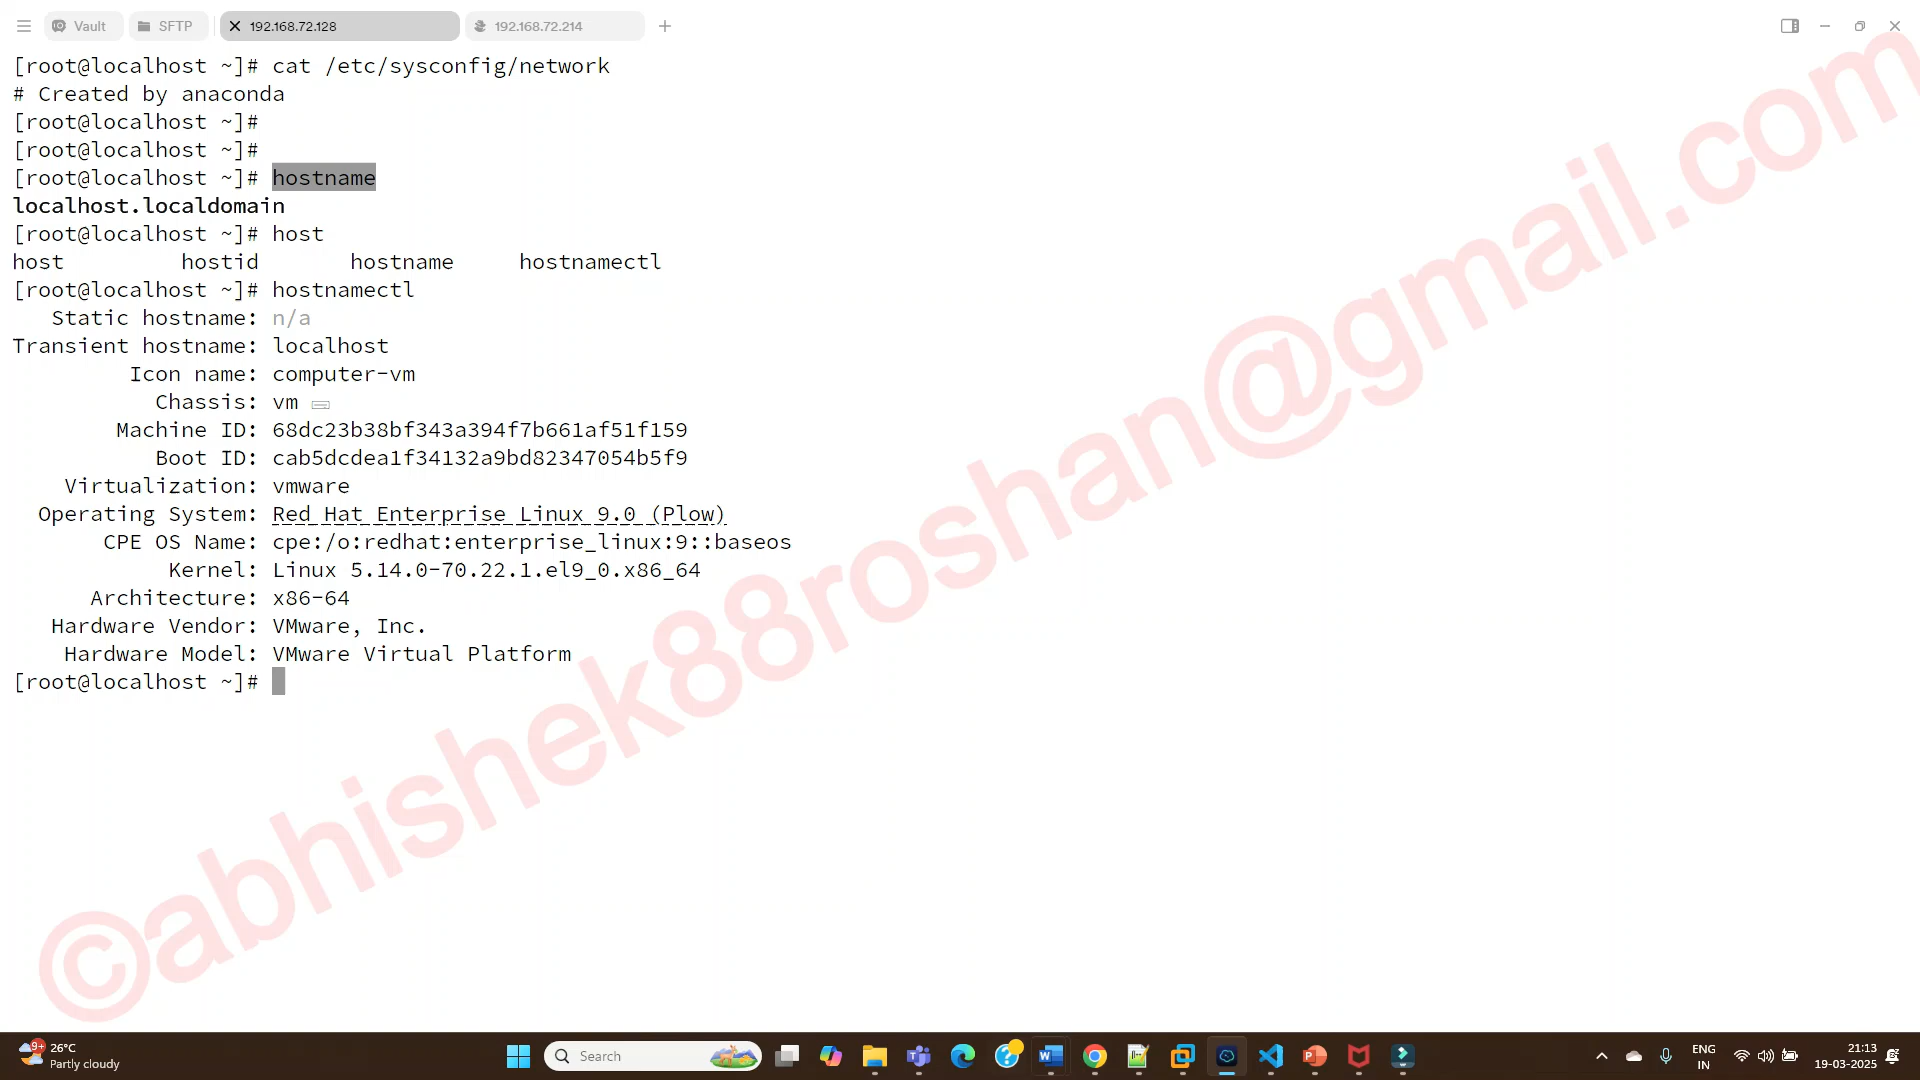 Vault
SFTP
192.168.72.128
192.168.72.214
[root@localhost ~]# cat /etc/sysconfig/network
# Created by anaconda
[root@localhost ~]#
[root@localhost ~]#
[root@localhost ~]# hostname
localhost.localdomain
[root@localhost ~]# host
host hostid hostname hostnamectl
[root@localhost ~]# hostnamectl
Static hostname: n/a
Transient hostname: localhost
Icon name: computer-vm
Chassis: vm
Machine ID: 68dc23b38bf343a394f7b661af51f159
Boot ID: cab5dcdea1f34132a9bd82347054b5f9
Virtualization: vmware
Operating System: Red Hat Enterprise Linux 9.0 (Plow)
CPE OS Name: cpe:/o:redhat:enterprise_linux:9::baseos
Kernel: Linux 5.14.0-70.22.1.el9_0.x86_64
Architecture: x86-64
Hardware Vendor: VMware, Inc.
Hardware Model: VMware Virtual Platform
[root@localhost ~]#
©abhishek88roshan@gmail.com
9+
26°C
Partly cloudy
Search
ENG
IN
21:13
19-03-2025